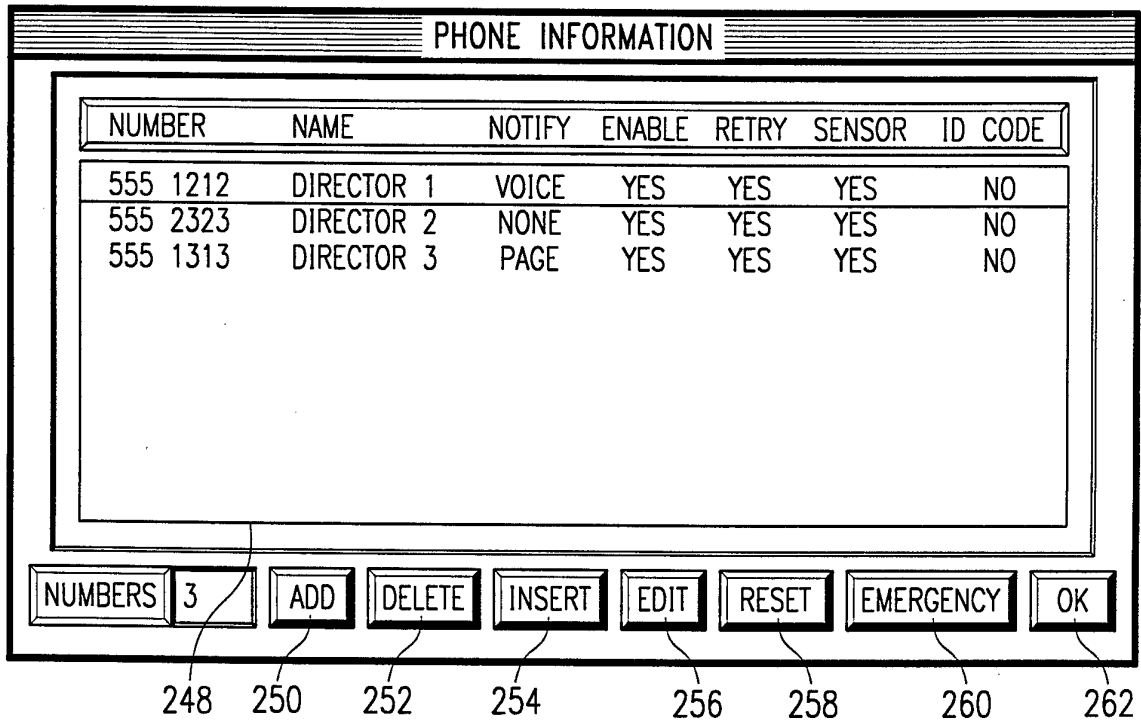 PHONE INFORMATION
NUMBER NAME NOTIFY ENABLE RETRY SENSOR ID CODE
555 1212 DIRECTOR 1 VOICE YES YES YES NO
555 2323 DIRECTOR 2 NONE YES YES YES NO
555 1313 DIRECTOR 3 PAGE YES YES YES NO
NUMBERS 3 ADD DELETE INSERT EDIT RESET EMERGENCY OK
248 250 252 254 256 258 260 262